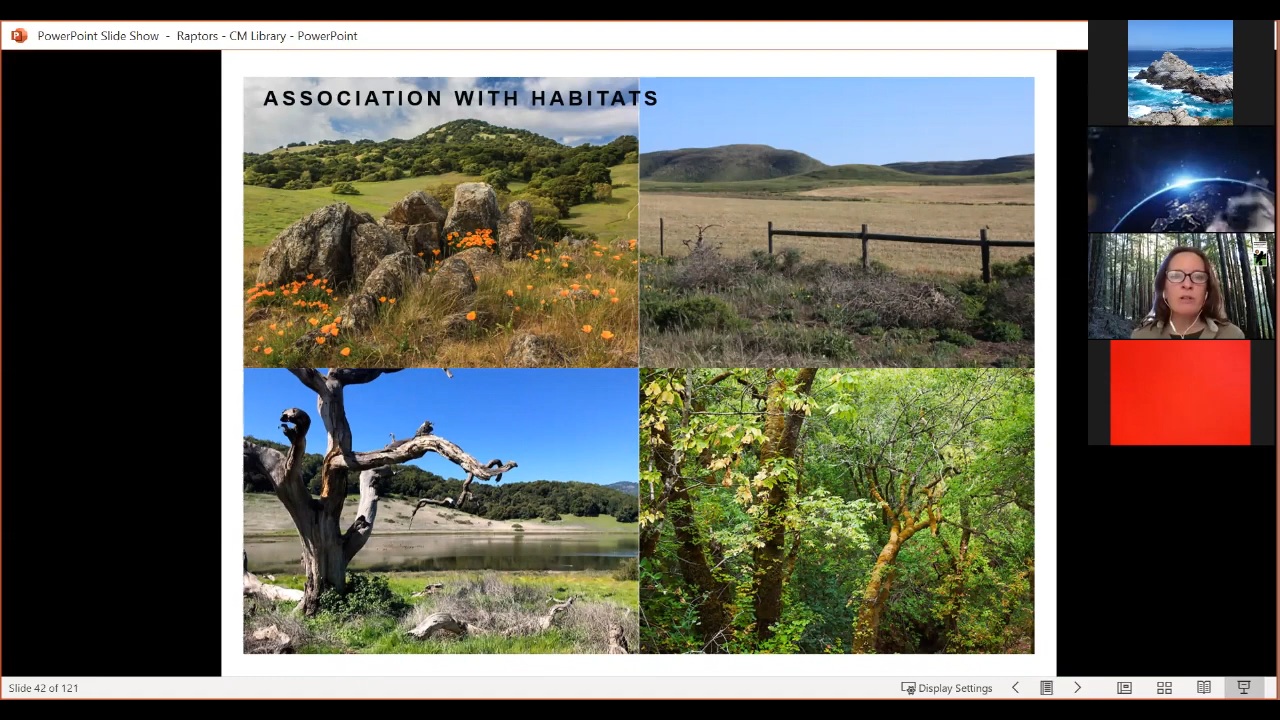 PowerPoint Slide Show - Raptors - CM Library - PowerPoint
ASSOCIATION WITH HABITATS
Slide 42 of 121
Display Settings